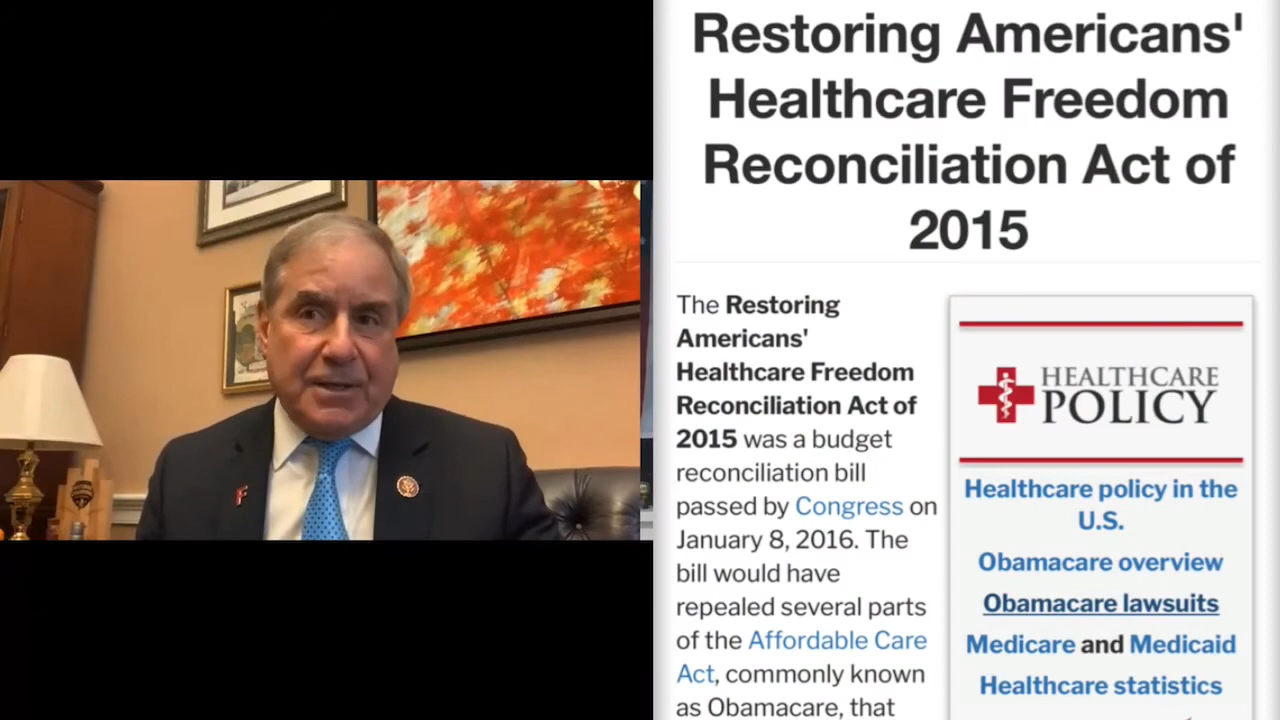 Restoring Americans'
Healthcare Freedom
Reconciliation Act of
2015
The Restoring
Americans'
Healthcare Freedom
Reconciliation Act of
2015 was a budget
reconciliation bill
passed by Congress on
January 8, 2016. The
bill would have
repealed several parts
of the Affordable Care
Act, commonly known
as Obamacare, that
HEALTHCARE
POLICY
Healthcare policy in the
U.S.
Obamacare overview
Obamacare lawsuits
Medicare and Medicaid
Healthcare statistics
F